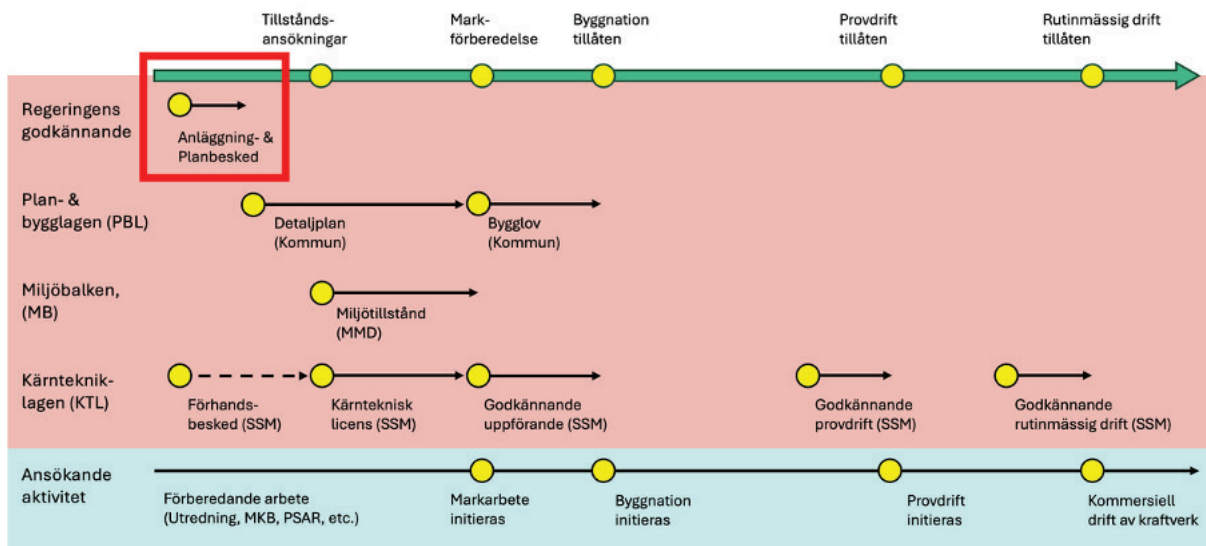 Tillstånds-
ansökningar
Mark-
förberedelse
Byggnation
tillåten
Provdrift
tillåten
Rutinmässig drift
tillåten
Regeringens
godkännande
Anläggning- &
Planbesked
Plan- &
bygglagen (PBL)
Detaljplan
(Kommun)
Bygglov
(Kommun)
Miljöbalken,
(MB)
Miljötillstånd
(MMD)
Kärnteknik-
lagen (KTL)
Förhands-
besked (SSM)
Kärnteknisk
licens (SSM)
Godkännande
uppförande (SSM)
Godkännande
provdrift (SSM)
Godkännande
rutinmässig drift (SSM)
Ansökande
aktivitet
Förberedande arbete
(Utredning, MKB, PSAR, etc.)
Markarbete
initieras
Byggnation
initieras
Provdrift
initieras
Kommersiell
drift av kraftverk